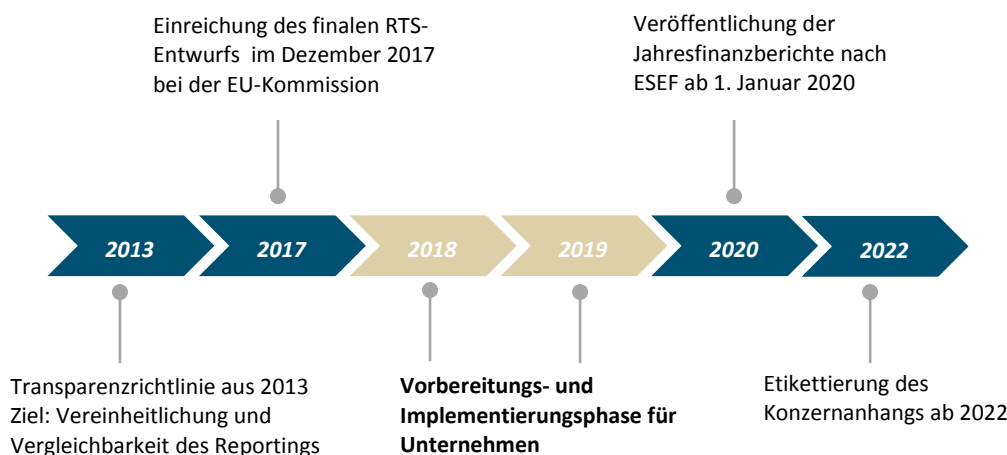 Einreichung des finalen RTS-
Entwurfs im Dezember 2017
bei der EU-Kommission
Veröffentlichung der
Jahresfinanzberichte nach
ESEF ab 1. Januar 2020
2013
2017
2018
2019
2020
2022
Transparenzrichtlinie aus 2013
Ziel: Vereinheitlichung und
Vergleichbarkeit des Reportings
Vorbereitungs- und
Implementierungsphase für
Unternehmen
Etikettierung des
Konzernanhangs ab 2022